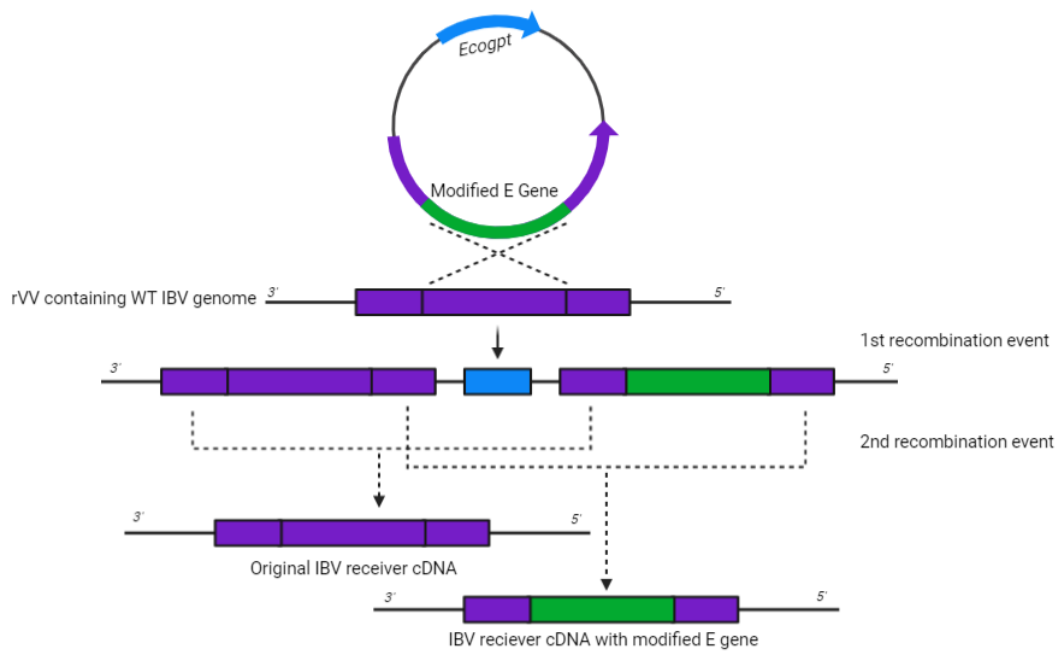 Ecogpt
Modified E Gene
rVV containing WT IBV genome
3'
5'
1st recombination event
3'
5'
2nd recombination event
3'
5'
Original IBV receiver cDNA
3'
5'
IBV reciever cDNA with modified E gene